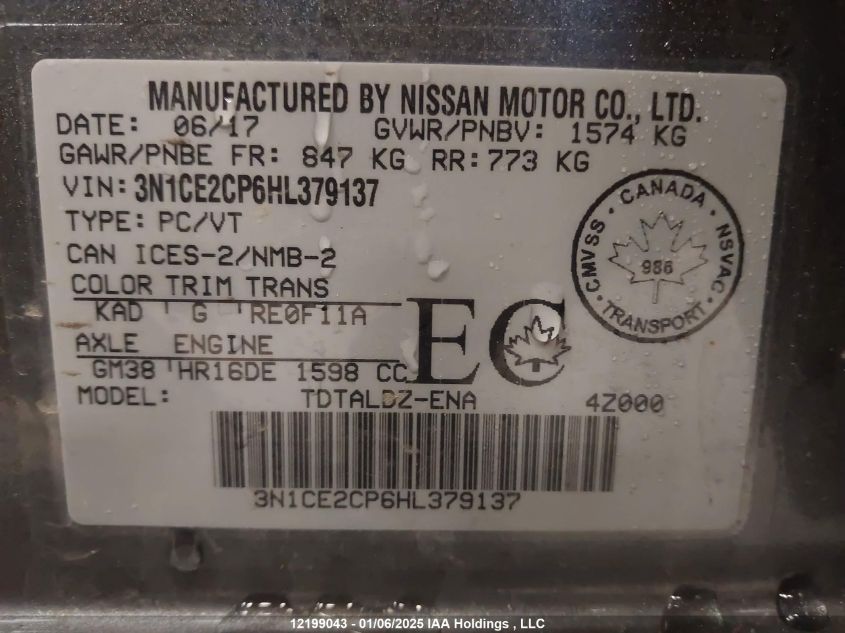 MANUFACTURED BY NISSAN MOTOR CO., LTD.
DATE: 06/17 GVWR/PNBV: 1574 KG
GAWR/PNBE FR: 847 KG RR: 773 KG
VIN: 3N1CE2CP6HL379137
TYPE: PC/VT
CAN ICES-2/NMB-2
COLOR TRIM TRANS
KAD G RE0F11A
AXLE ENGINE
GM38 HR16DE 1598 CC
MODEL: TDTALDZ-ENA 4Z000
EC
CANADA
CMVSS · NSVAC
986
TRANSPORT
3N1CE2CP6HL379137
12199043 - 01/06/2025 IAA Holdings , LLC